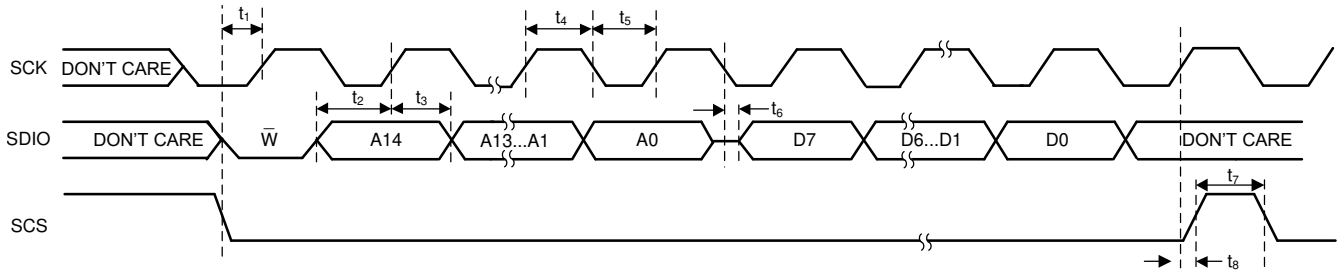 t1 t4 t5
SCK DON'T CARE
t2 t3 t6
SDIO DON'T CARE W̅ A14 A13...A1 A0 D7 D6...D1 D0 DON'T CARE
t7
SCS
t8